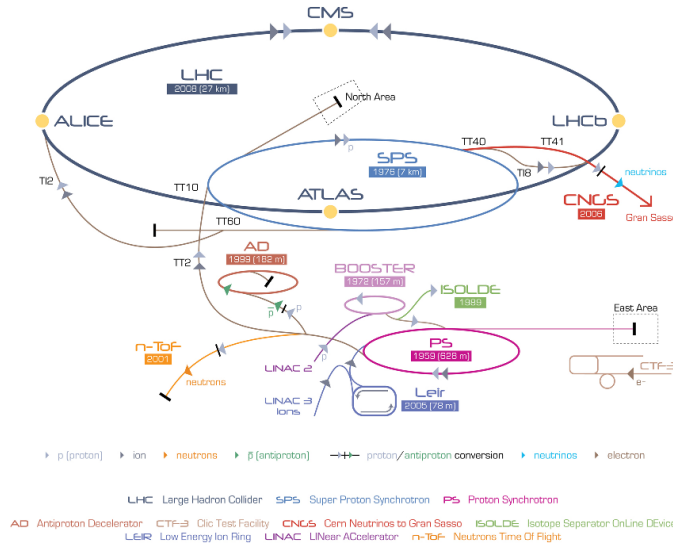 CMS
LHC
2008 (27 km)
North Area
ALICE
LHCb
TT40
TT41
p
SPS
1976 (7 km)
TI8
TI2
TT10
neutrinos
ATLAS
CNGS
2006
Gran Sasso
TT60
AD
1999 (182 m)
TT2
BOOSTER
1972 (157 m)
ISOLDE
1989
East Area
p̅
p
n-ToF
2001
p
PS
1959 (628 m)
LINAC 2
neutrons
CTF3
e-
LINAC 3
ions
Leir
2005 (78 m)
p (proton) ion neutrons p̅ (antiproton) proton/antiproton conversion neutrinos electron
LHC Large Hadron Collider SPS Super Proton Synchrotron PS Proton Synchrotron
AD Antiproton Decelerator CTF3 Clic Test Facility CNGS Cern Neutrinos to Gran Sasso ISOLDE Isotope Separator OnLine DEvice
LEIR Low Energy Ion Ring LINAC LINear ACcelerator n-ToF Neutrons Time Of Flight